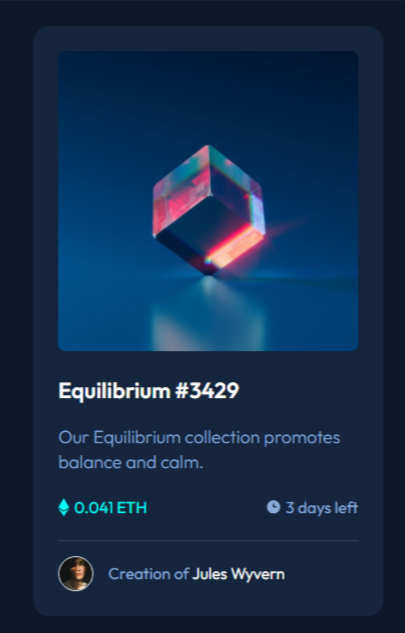 Equilibrium #3429
Our Equilibrium collection promotes
balance and calm.
0.041 ETH
3 days left
Creation of Jules Wyvern